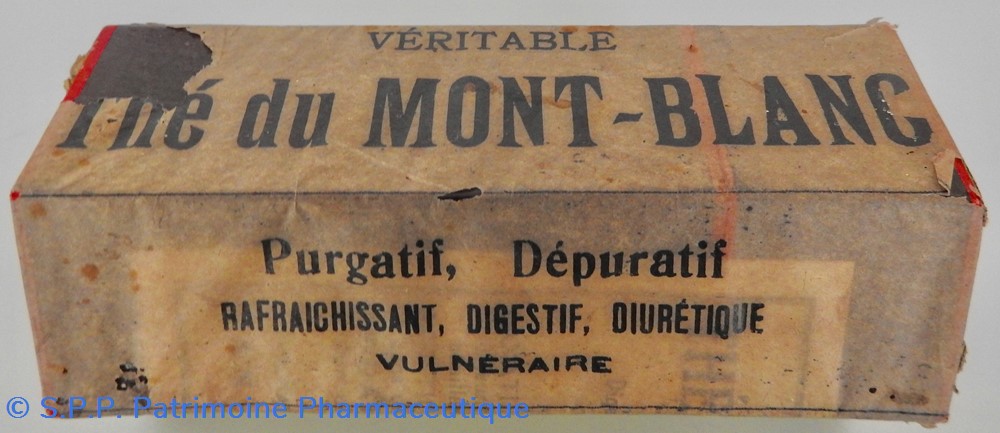 VÉRITABLE
Thé du MONT-BLANC
Purgatif, Dépuratif
RAFRAICHISSANT, DIGESTIF, DIURÉTIQUE
VULNÉRAIRE
© S.P.P. Patrimoine Pharmaceutique